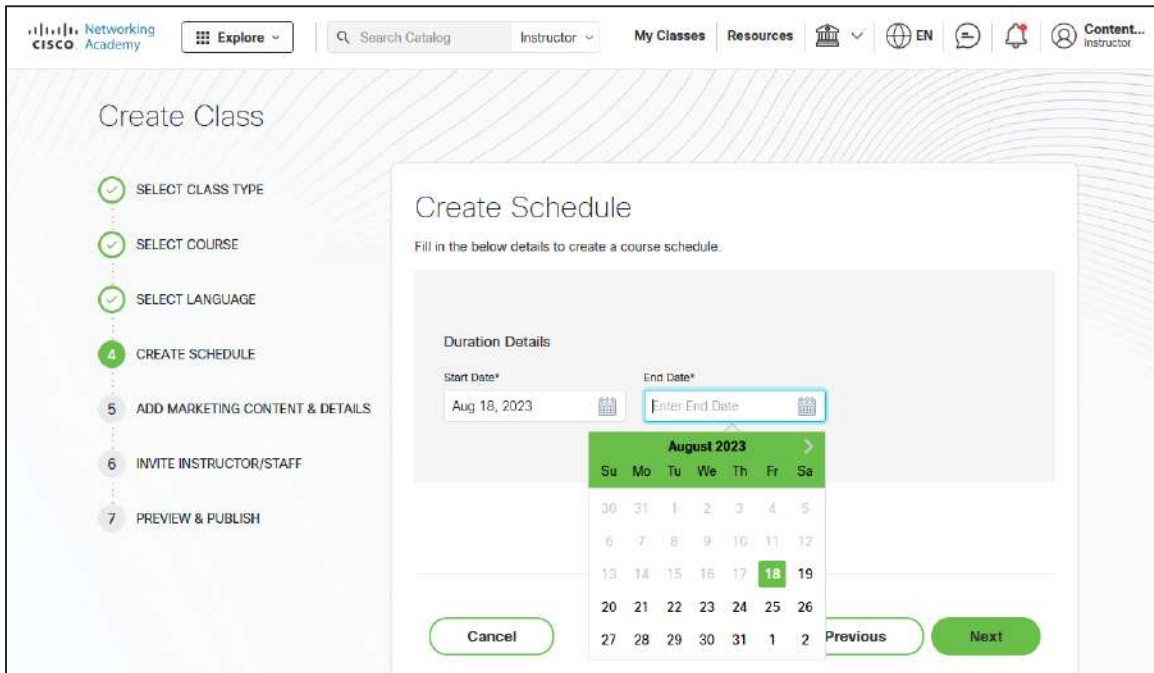 Networking
CISCO Academy
Explore
Search Catalog
Instructor
My Classes
Resources
EN
Content...
Instructor
Create Class
SELECT CLASS TYPE
SELECT COURSE
SELECT LANGUAGE
4 CREATE SCHEDULE
5 ADD MARKETING CONTENT & DETAILS
6 INVITE INSTRUCTOR/STAFF
7 PREVIEW & PUBLISH
Create Schedule
Fill in the below details to create a course schedule.
Duration Details
Start Date* End Date*
Aug 18, 2023 Enter End Date
August 2023
Su Mo Tu We Th Fr Sa
30 31 1 2 3 4 5
6 7 8 9 10 11 12
13 14 15 16 17 18 19
20 21 22 23 24 25 26
27 28 29 30 31 1 2
Cancel Previous Next